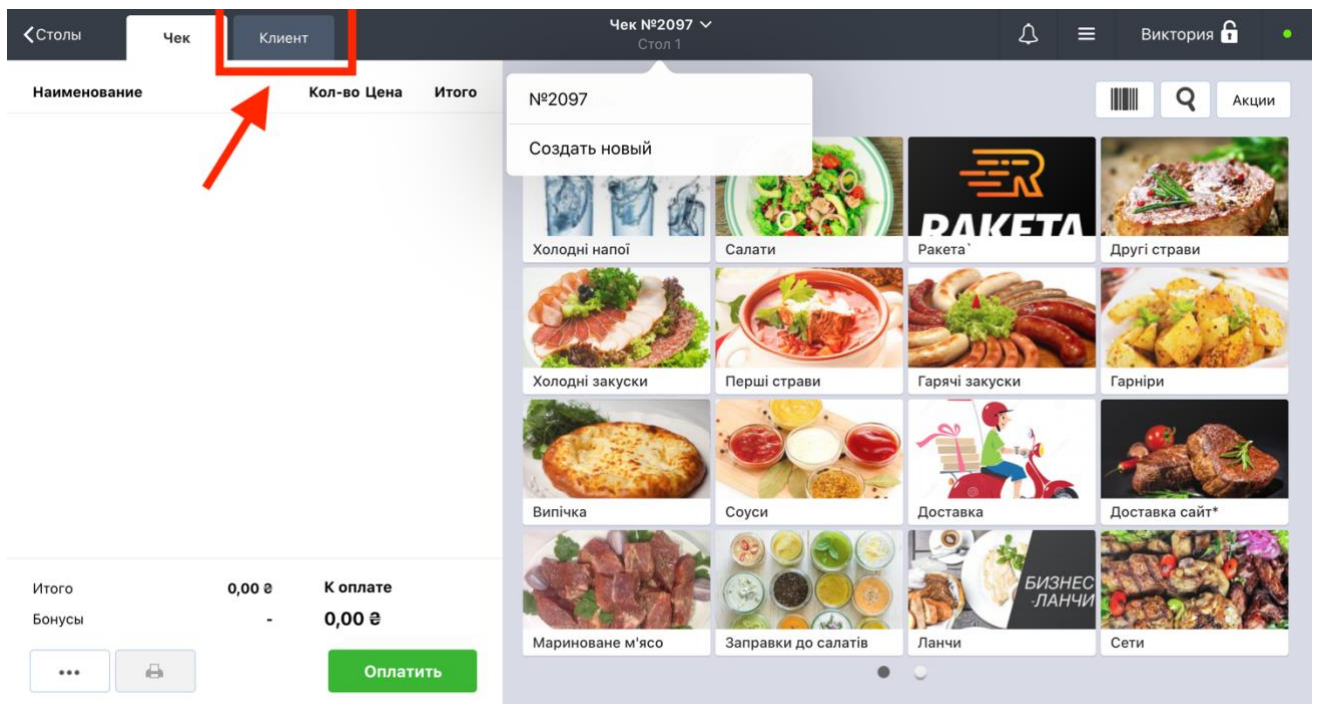 Столы
Чек
Клиент
Чек №2097
Стол 1
Виктория
Наименование
Кол-во
Цена
Итого
№2097
Создать новый
Акции
RAKETA
Холодні напої
Салати
Ракета`
Другі страви
Холодні закуски
Перші страви
Гарячі закуски
Гарніри
Випічка
Соуси
Доставка
Доставка сайт*
БИЗНЕС
-ЛАНЧИ
Мариноване м'ясо
Заправки до салатів
Ланчи
Сети
Итого
0,00 ₴
К оплате
Бонусы
-
0,00 ₴
Оплатить